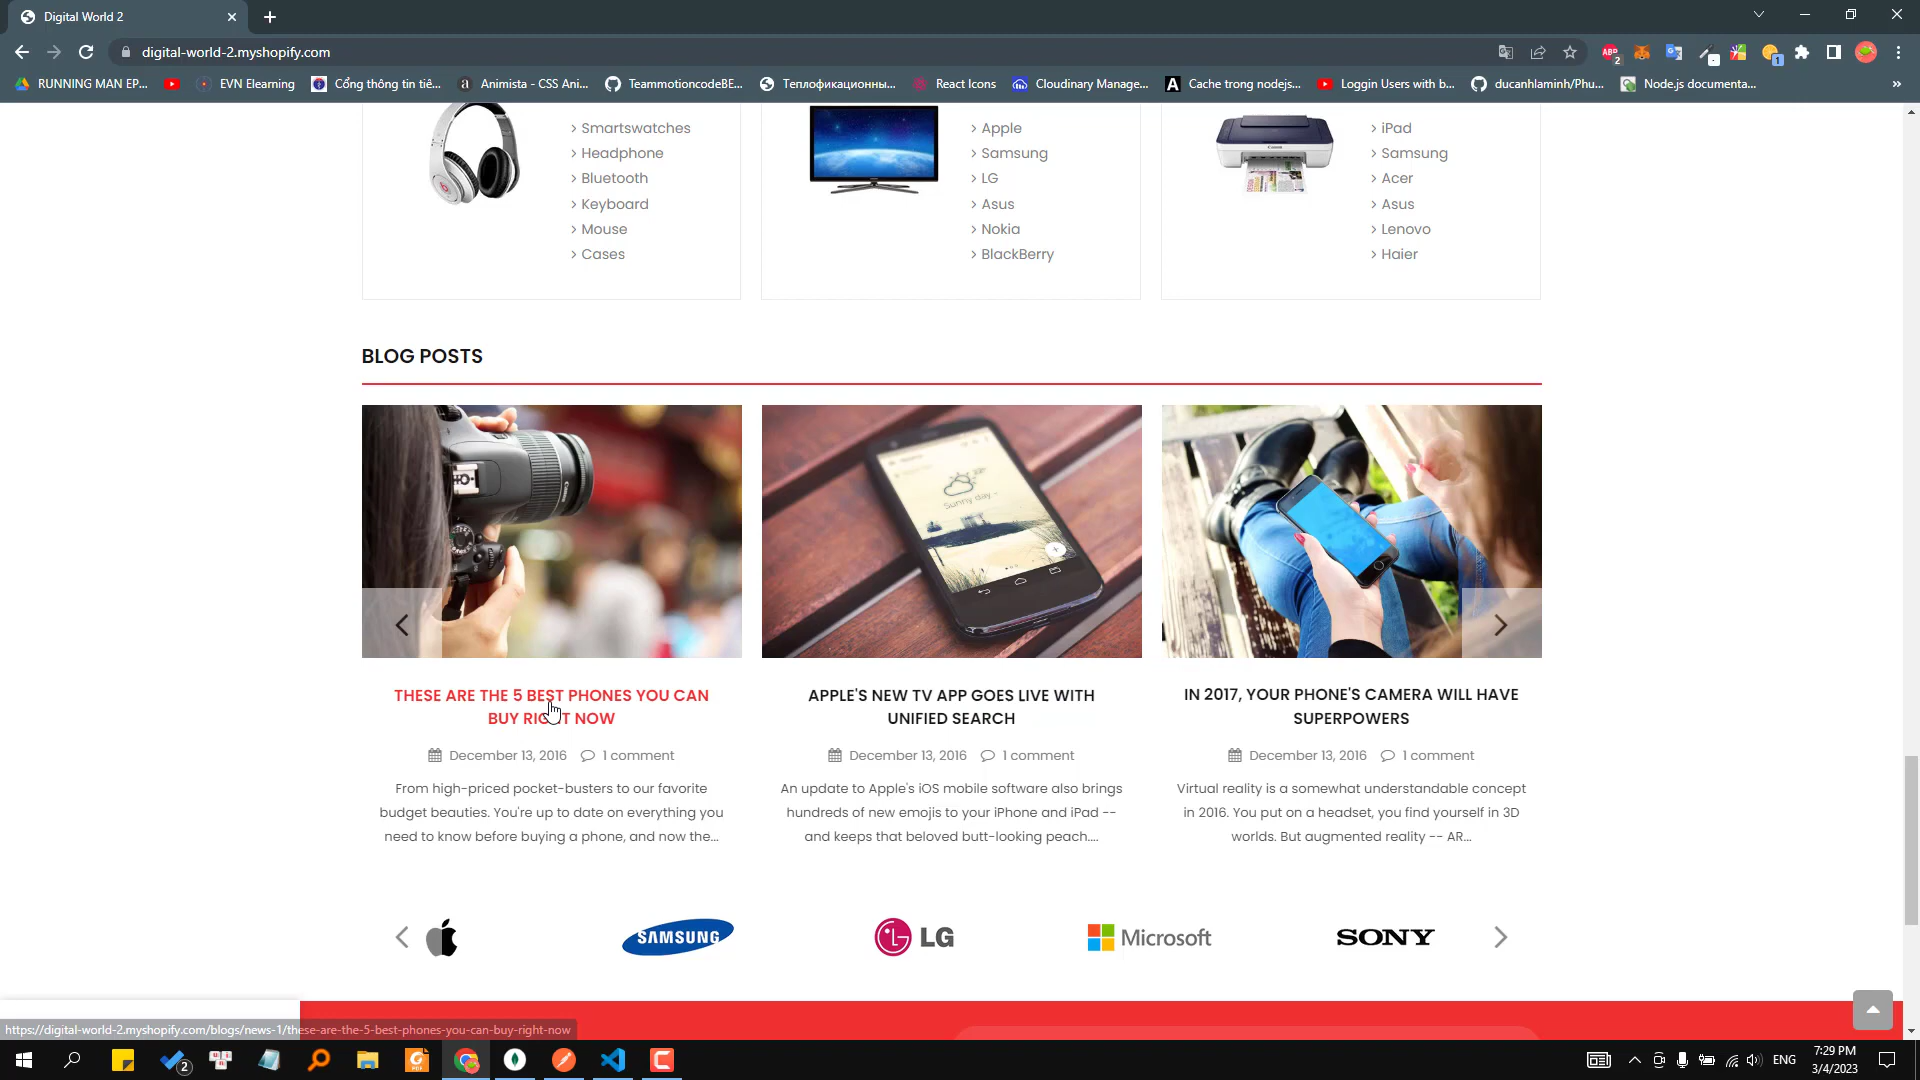 Digital World 2
digital-world-2.myshopify.com
RUNNING MAN EP...
EVN Elearning
Cổng thông tin tiê...
Animista - CSS Ani...
TeammotioncodeBE...
Теплофикационны...
React Icons
Cloudinary Manage...
Cache trong nodejs...
Loggin Users with b...
ducanhlaminh/Phu...
Node.js documenta...
»
Smartswatches
Headphone
Bluetooth
Keyboard
Mouse
Cases
Apple
Samsung
LG
Asus
Nokia
BlackBerry
iPad
Samsung
Acer
Asus
Lenovo
Haier
BLOG POSTS
Sunny day
THESE ARE THE 5 BEST PHONES YOU CAN
BUY RIGHT NOW
December 13, 2016 1 comment
From high-priced pocket-busters to our favorite
budget beauties. You're up to date on everything you
need to know before buying a phone, and now the...
APPLE'S NEW TV APP GOES LIVE WITH
UNIFIED SEARCH
December 13, 2016 1 comment
An update to Apple's iOS mobile software also brings
hundreds of new emojis to your iPhone and iPad --
and keeps that beloved butt-looking peach....
IN 2017, YOUR PHONE'S CAMERA WILL HAVE
SUPERPOWERS
December 13, 2016 1 comment
Virtual reality is a somewhat understandable concept
in 2016. You put on a headset, you find yourself in 3D
worlds. But augmented reality -- AR...
SAMSUNG
LG
Microsoft
SONY
https://digital-world-2.myshopify.com/blogs/news-1/these-are-the-5-best-phones-you-can-buy-right-now
2
ENG
7:29 PM
3/4/2023